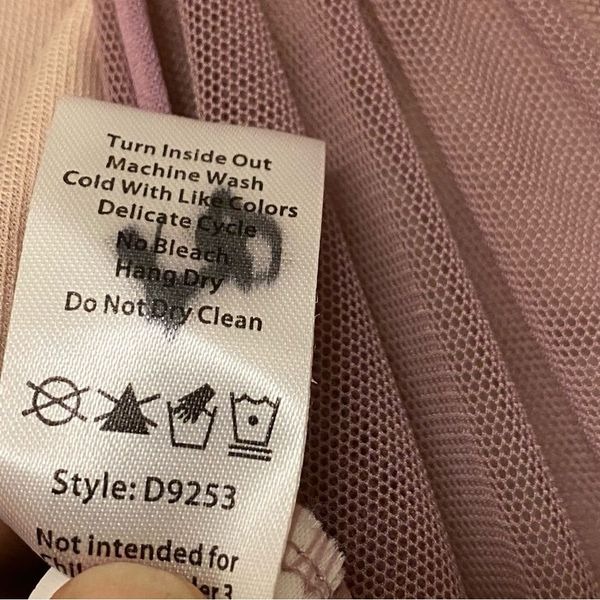 Turn Inside Out
Machine Wash
Cold With Like Colors
Delicate Cycle
No Bleach
Hang Dry
Do Not Dry Clean
Style: D9253
Not intended for
3